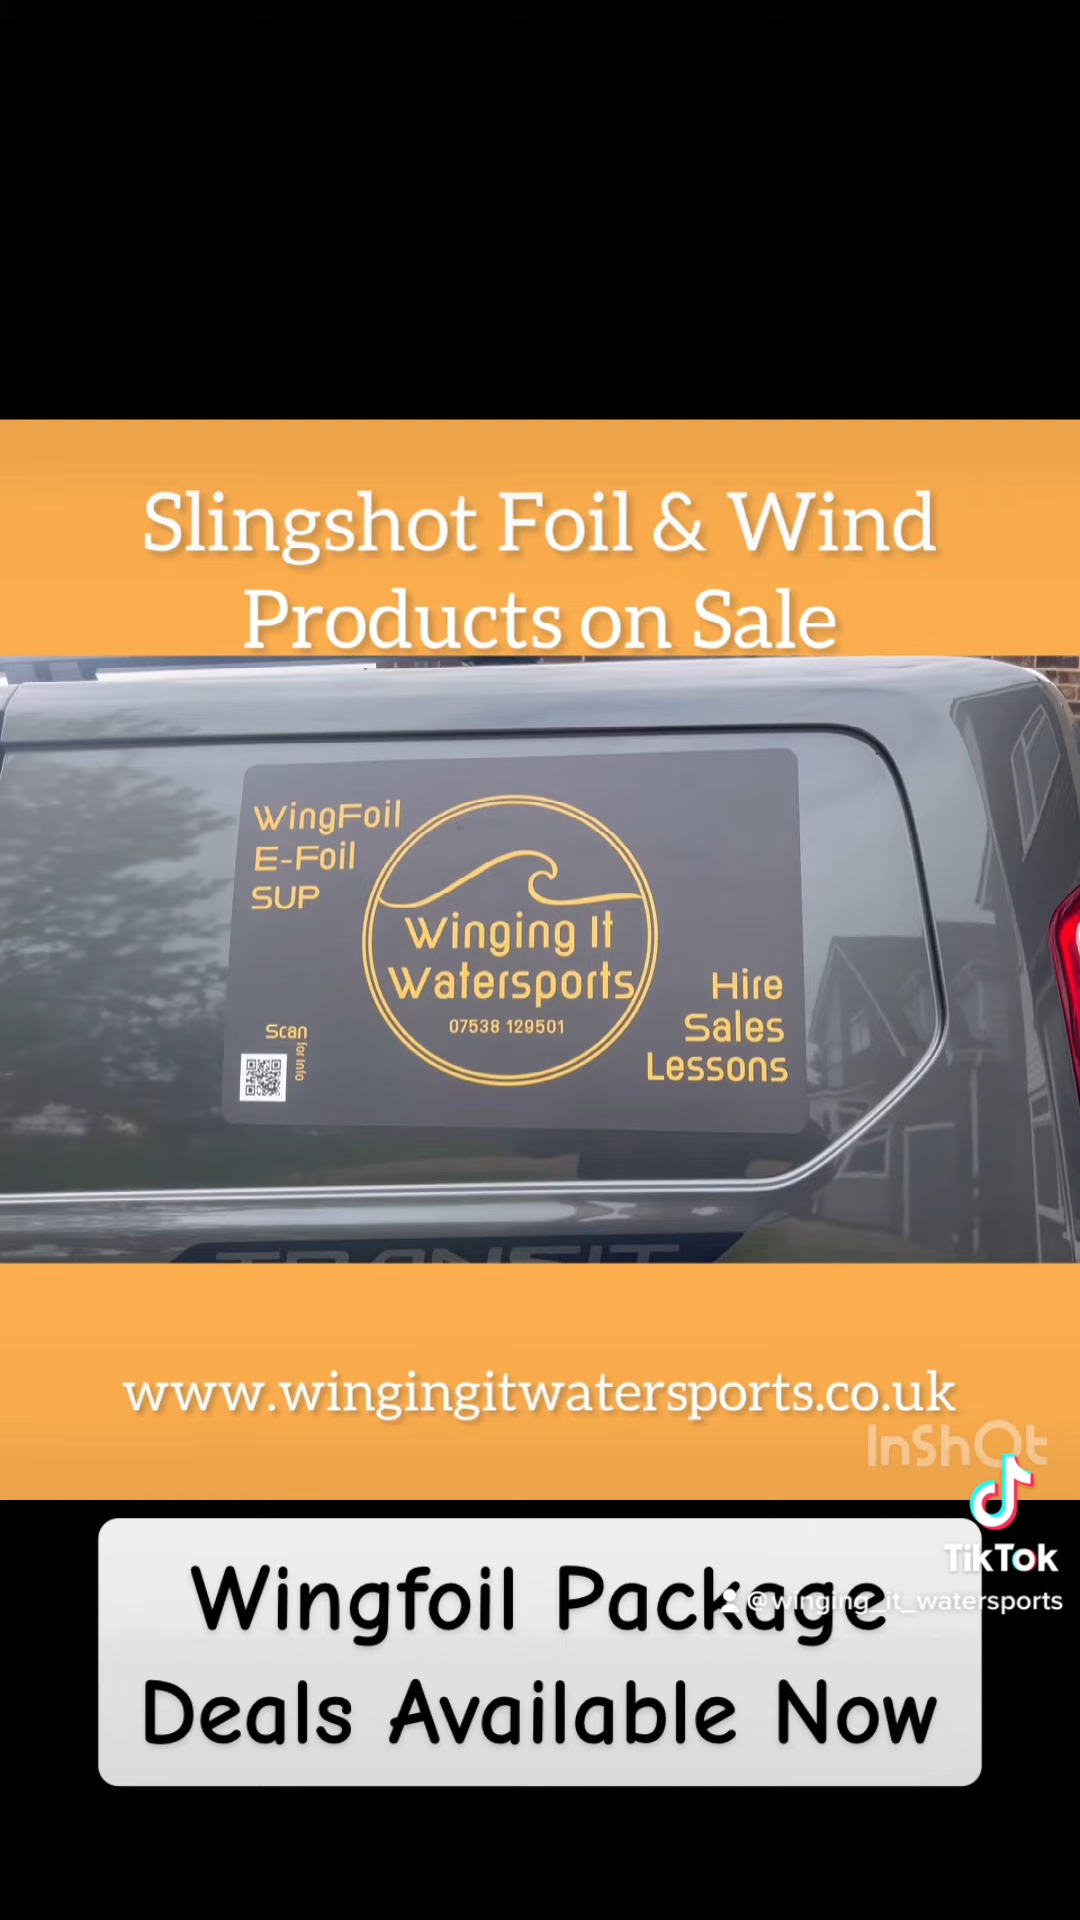 Slingshot Foil & Wind
Products on Sale
WingFoil
E-Foil
SUP
Winging It
Watersports
07538 129501
Hire
Sales
Lessons
Scan
for Info
TRANSIT
www.wingingitwatersports.co.uk
InShOt
TikTok
@winging_it_watersports
Wingfoil Package
Deals Available Now